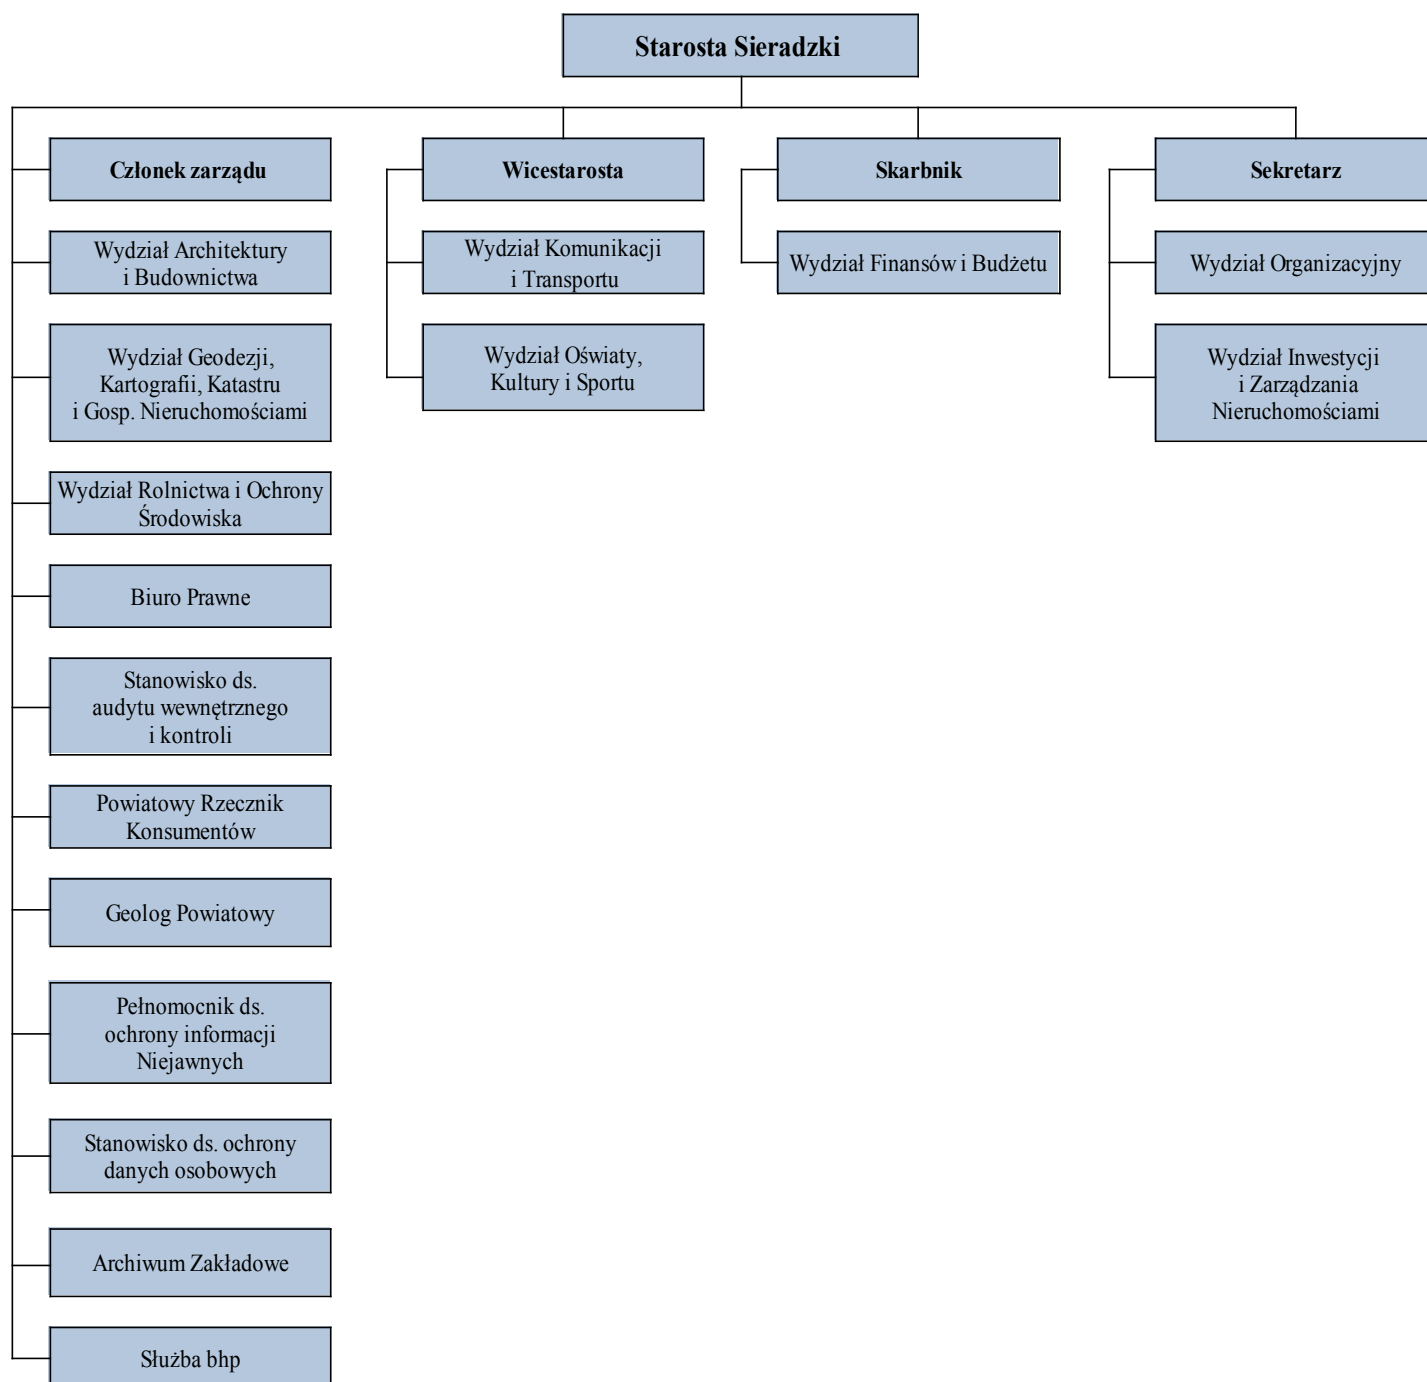 Starosta Sieradzki
Członek zarządu
Wydział Architektury
i Budownictwa
Wydział Geodezji,
Kartografii, Katastru
i Gosp. Nieruchomościami
Wydział Rolnictwa i Ochrony
Środowiska
Biuro Prawne
Stanowisko ds.
audytu wewnętrznego
i kontroli
Powiatowy Rzecznik
Konsumentów
Geolog Powiatowy
Pełnomocnik ds.
ochrony informacji
Niejawnych
Stanowisko ds. ochrony
danych osobowych
Archiwum Zakładowe
Służba bhp
Wicestarosta
Wydział Komunikacji
i Transportu
Wydział Oświaty,
Kultury i Sportu
Skarbnik
Wydział Finansów i Budżetu
Sekretarz
Wydział Organizacyjny
Wydział Inwestycji
i Zarządzania
Nieruchomościami